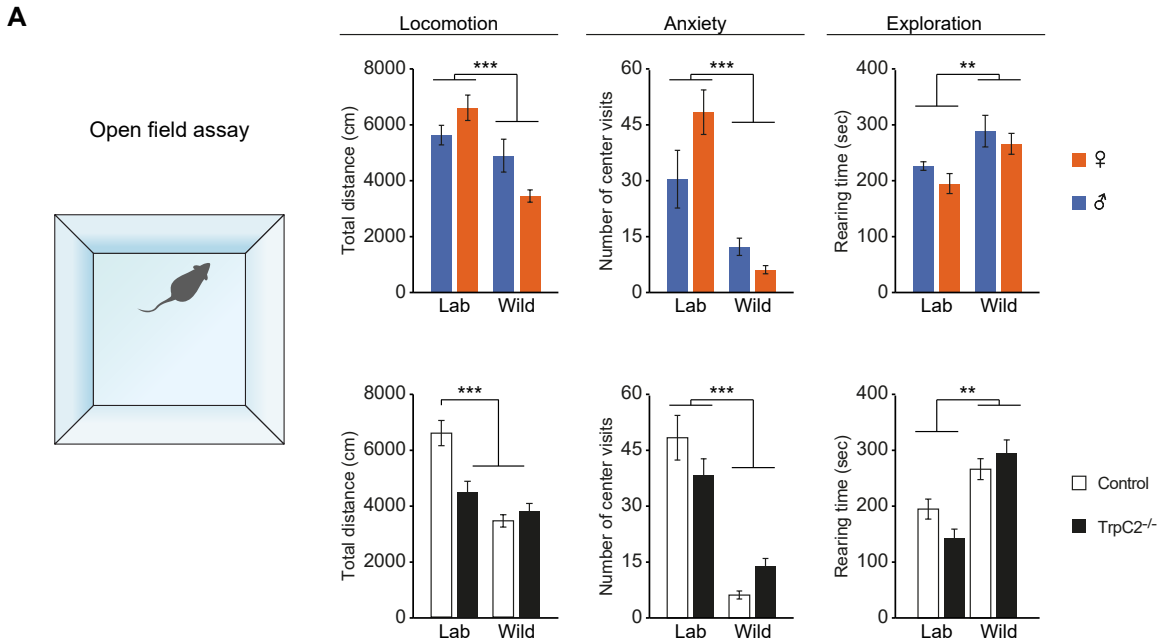 A
Locomotion
Anxiety
Exploration
Open field assay
Total distance (cm)
8000
6000
4000
2000
0
***
Lab Wild
Number of center visits
60
45
30
15
0
***
Lab Wild
Rearing time (sec)
400
300
200
100
0
**
Lab Wild
♀
♂
Total distance (cm)
8000
6000
4000
2000
0
***
Lab Wild
Number of center visits
60
45
30
15
0
***
Lab Wild
Rearing time (sec)
400
300
200
100
0
**
Lab Wild
Control
TrpC2-/-